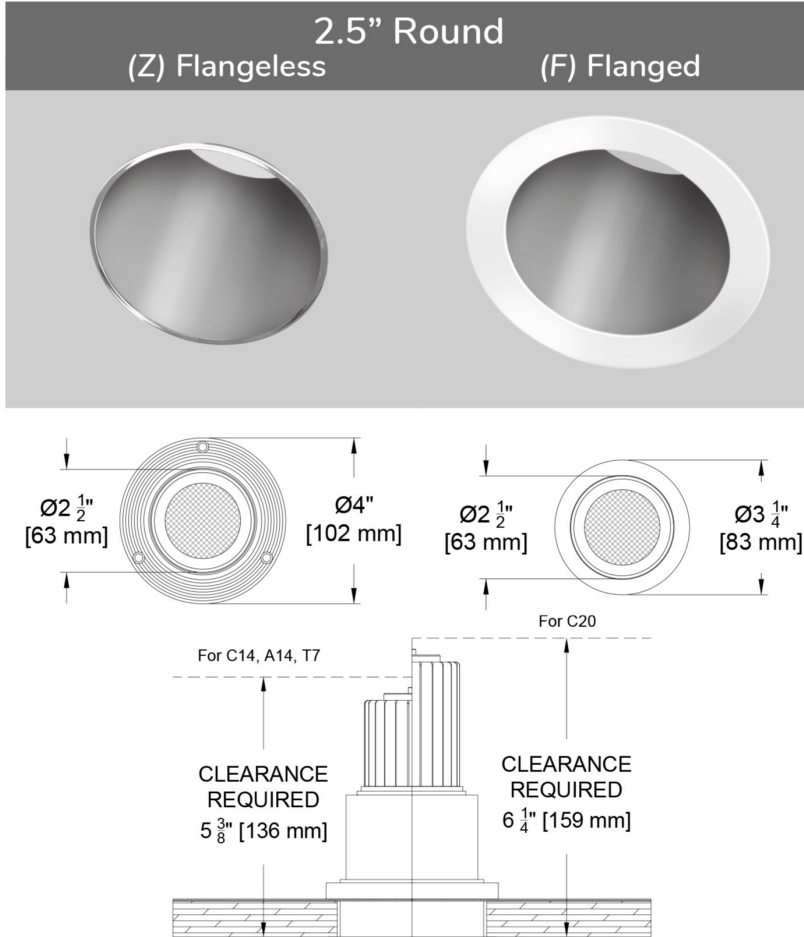 2.5” Round
(Z) Flangeless
(F) Flanged
Ø2 1/2"
[63 mm]
Ø4"
[102 mm]
Ø2 1/2"
[63 mm]
Ø3 1/4"
[83 mm]
For C20
For C14, A14, T7
CLEARANCE
REQUIRED
5 3/8" [136 mm]
CLEARANCE
REQUIRED
6 1/4" [159 mm]